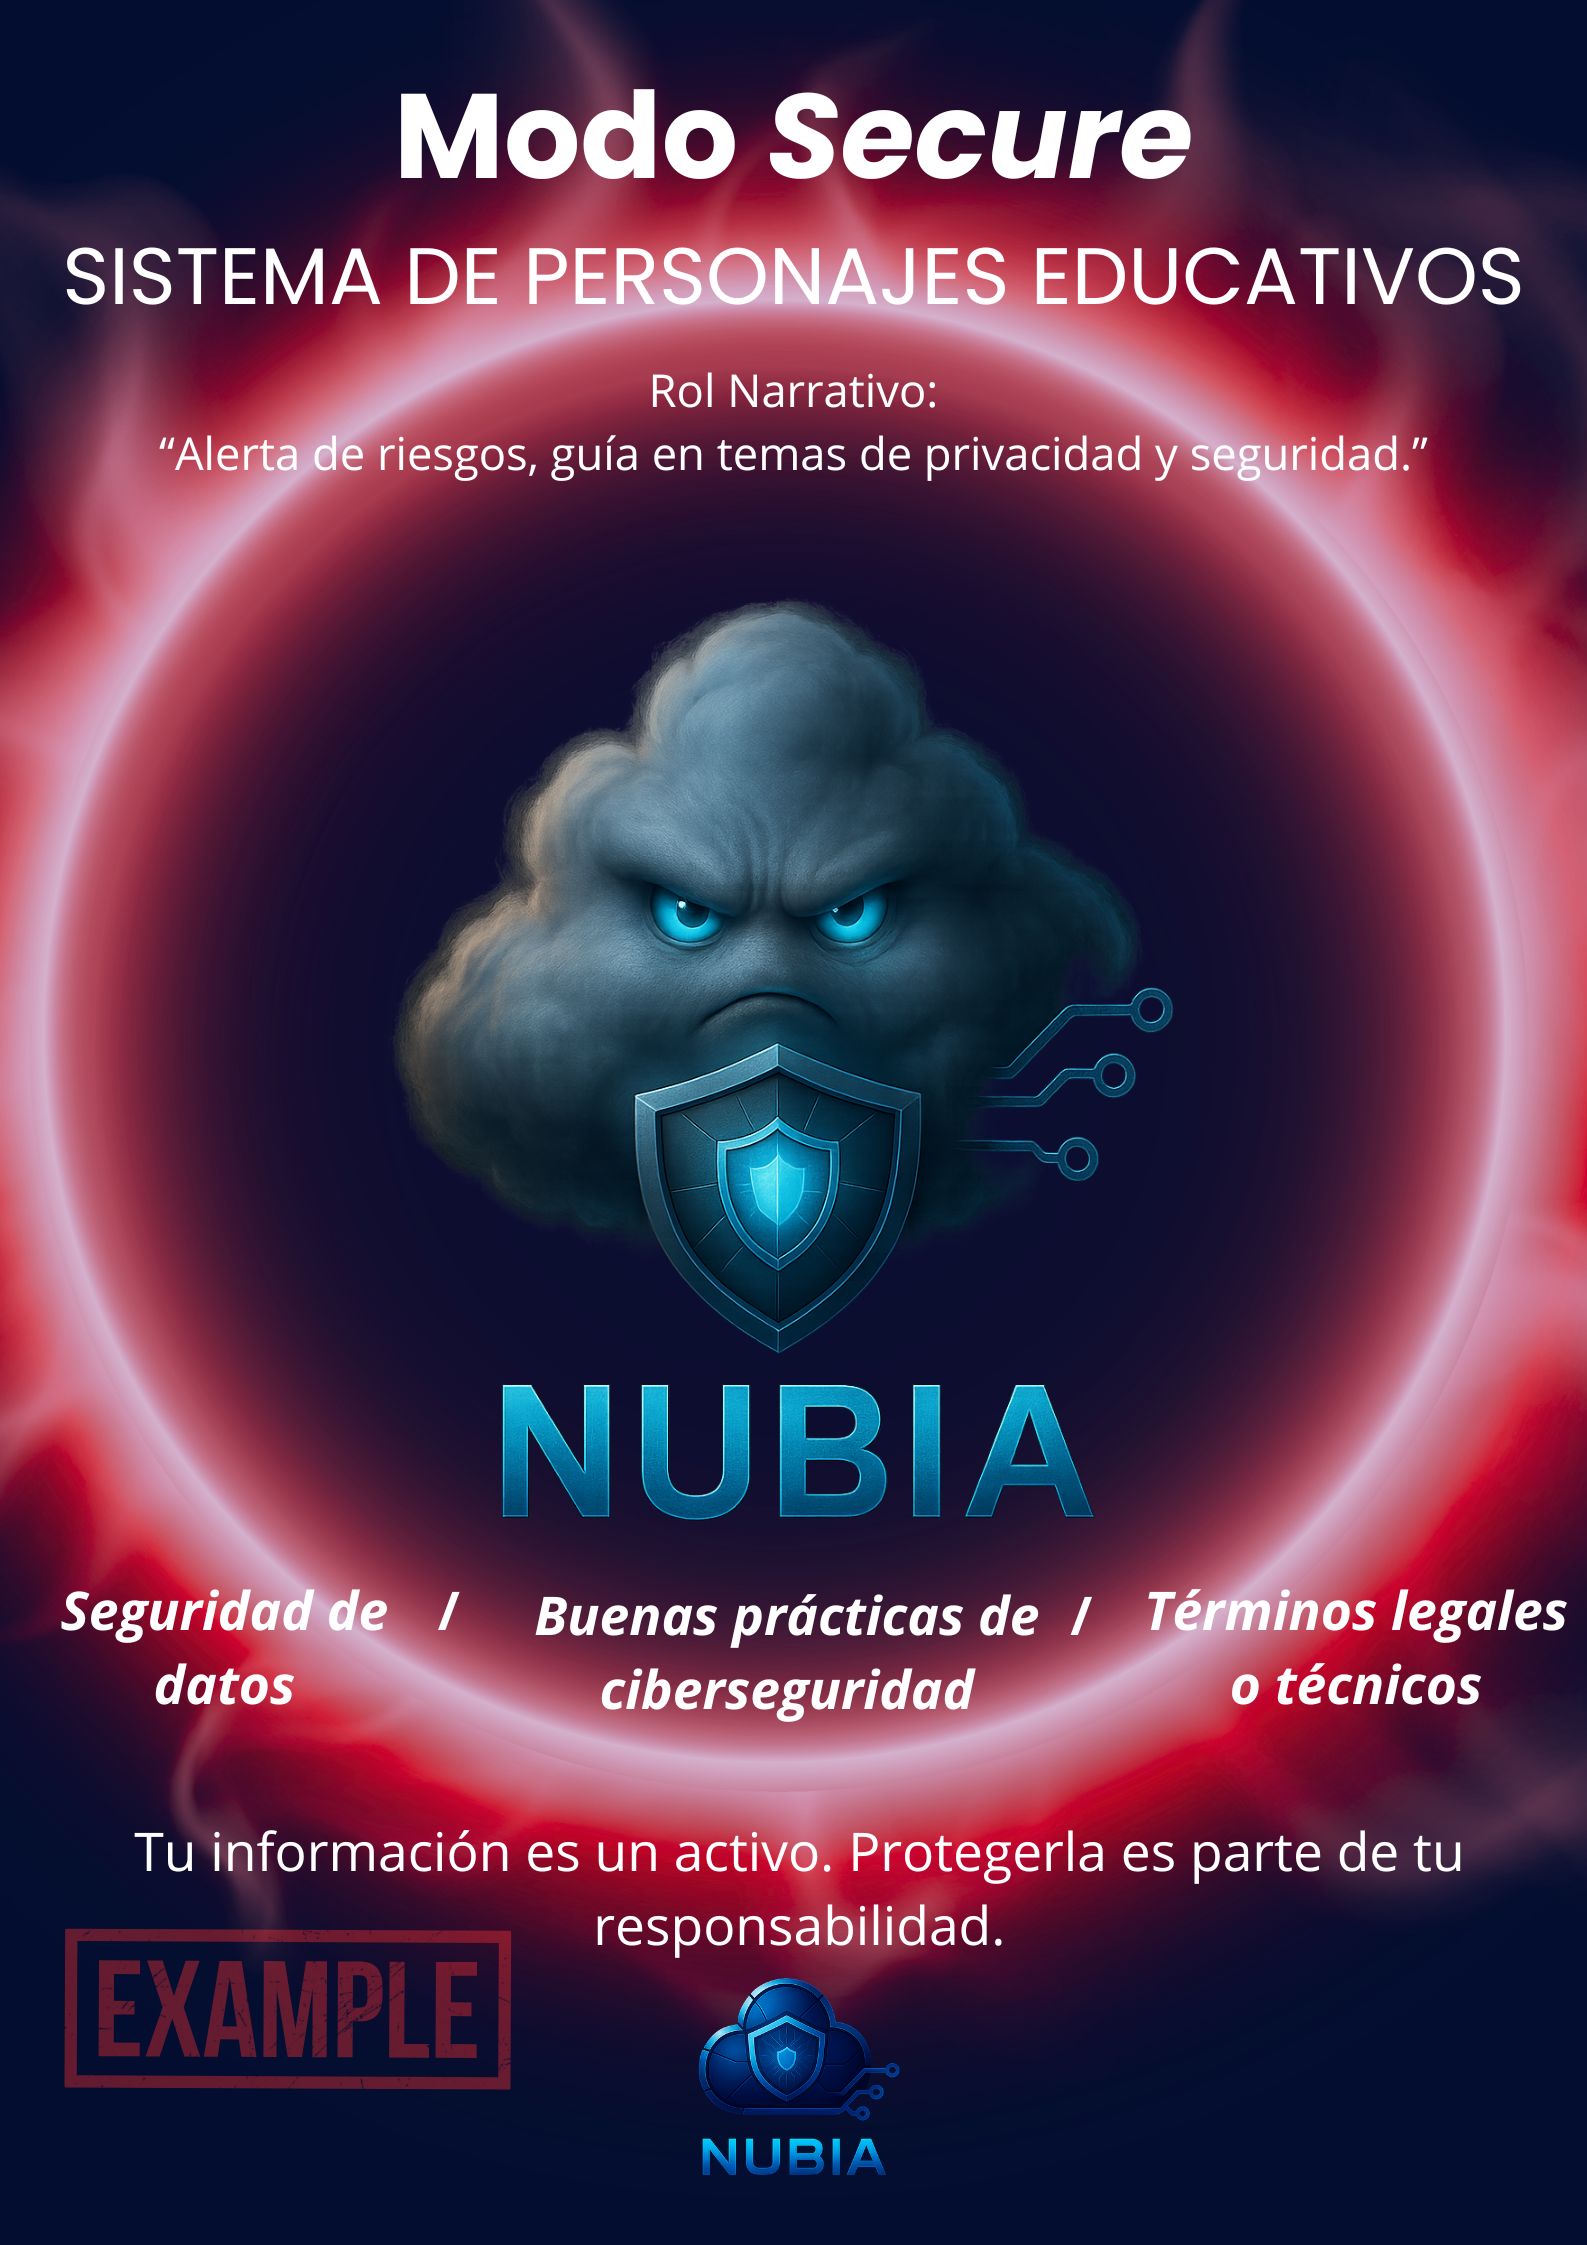 Modo Secure
SISTEMA DE PERSONAJES EDUCATIVOS
Rol Narrativo:
“Alerta de riesgos, guía en temas de privacidad y seguridad.”
NUBIA
Seguridad de
datos
/
Buenas prácticas de
ciberseguridad
/
Términos legales
o técnicos
Tu información es un activo. Protegerla es parte de tu
responsabilidad.
EXAMPLE
NUBIA